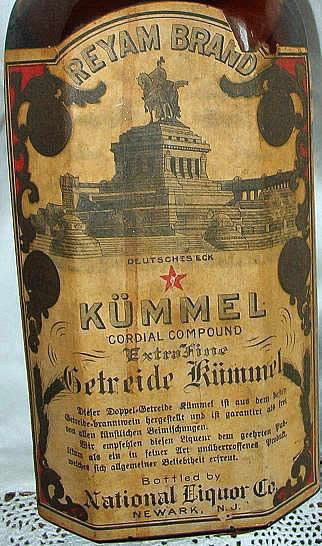 REYAM BRAND
DEUTSCHES ECK
KÜMMEL
CORDIAL COMPOUND
Extra Fine
Getreide Kümmel
Dieser Doppel-Getreide Kümmel ist aus dem besten
Getreide-branntwein hergestellt und ist garantirt als frei
von allen künstlichen Beimischungen.
Wir empfehlen diesen Liqueur dem geehrten Pub-
likum als ein in seiner Art unübertroffenes Produkt,
welches sich allgemeiner Beliebtheit erfreut.
Bottled by
National Liquor Co.
NEWARK, N.J.